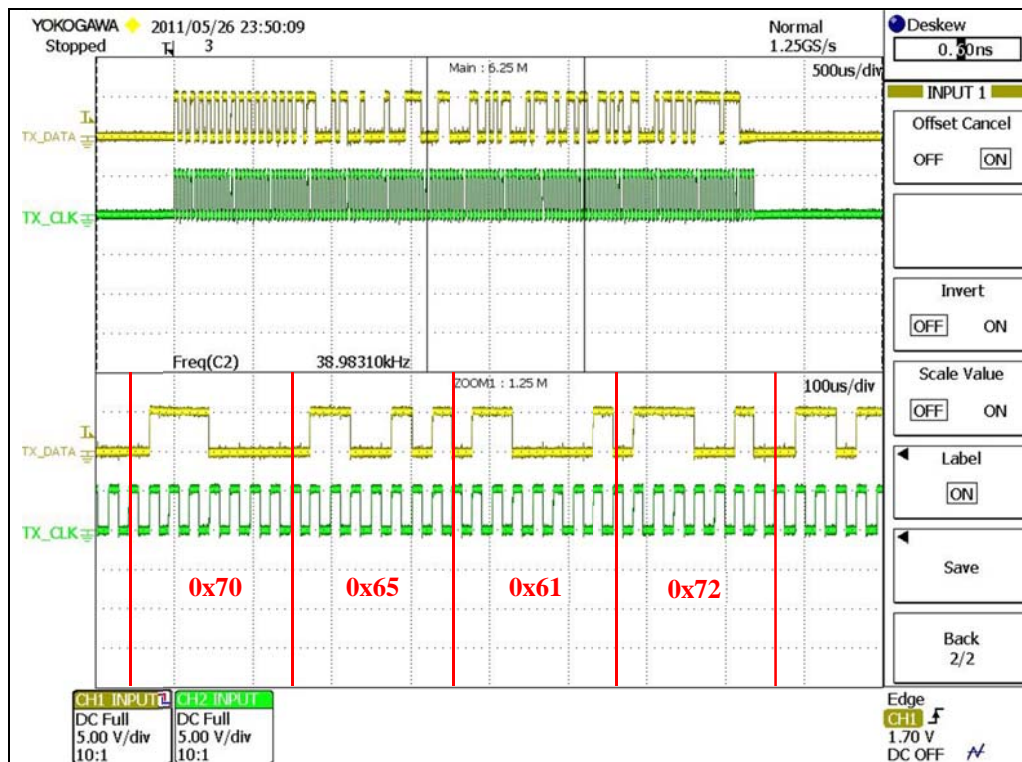 YOKOGAWA 2011/05/26 23:50:09
Stopped 3
Normal
1.25GS/s
Main : 6.25 M
500us/div
TX_DATA
TX_CLK
Freq(C2) 38.98310kHz
ZOOM1 : 1.25 M
100us/div
TX_DATA
TX_CLK
0x70 0x65 0x61 0x72
CH1 INPUT
DC Full
5.00 V/div
10:1
CH2 INPUT
DC Full
5.00 V/div
10:1
Deskew
0.60ns
INPUT 1
Offset Cancel
OFF ON
Invert
OFF ON
Scale Value
OFF ON
Label
ON
Save
Back
2/2
Edge
CH1
1.70 V
DC OFF